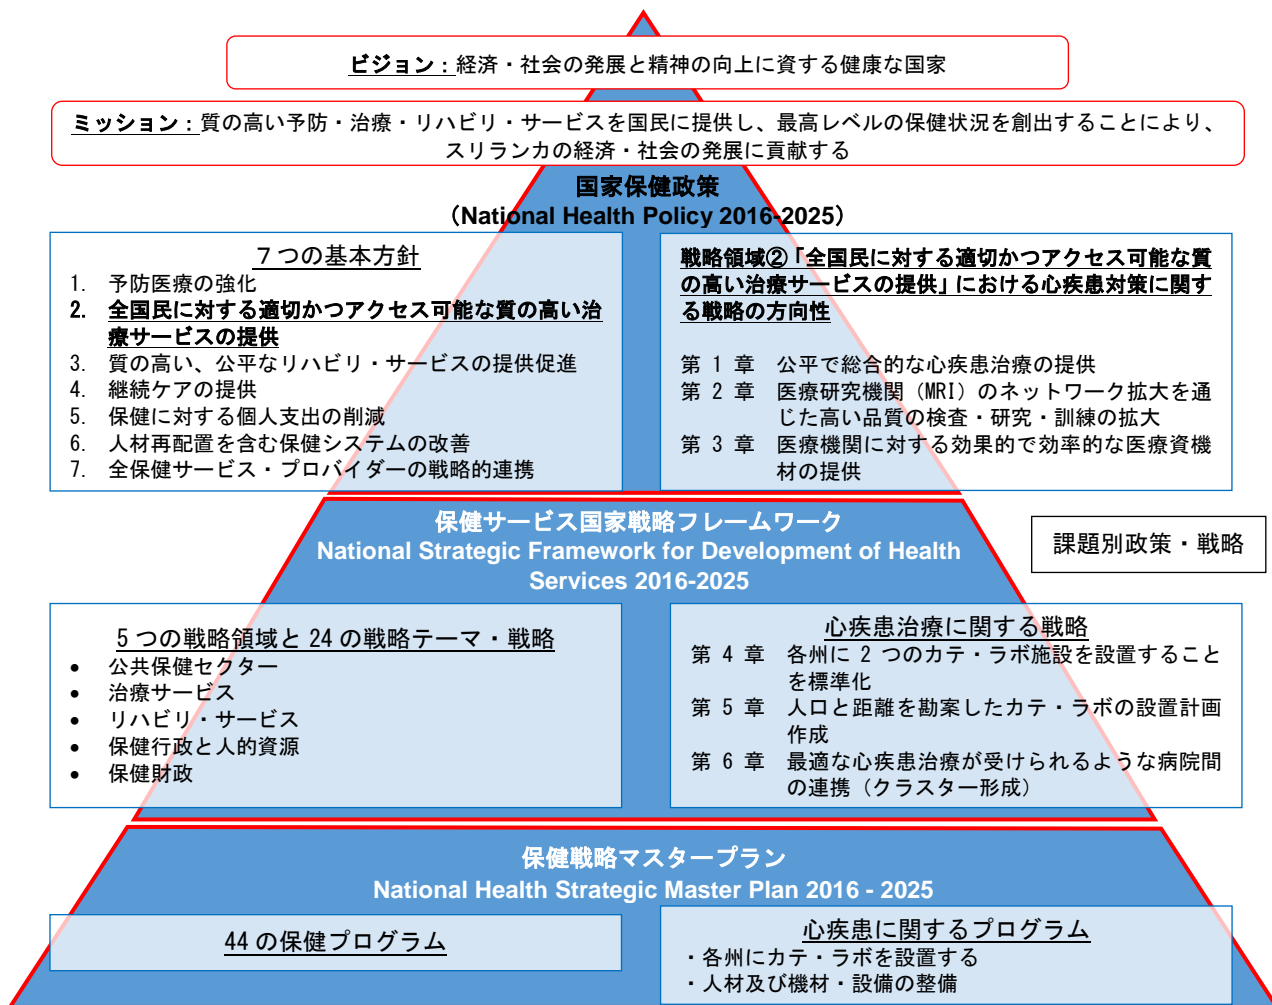 ビジョン：経済・社会の発展と精神の向上に資する健康な国家
ミッション：質の高い予防・治療・リハビリ・サービスを国民に提供し、最高レベルの保健状況を創出することにより、
スリランカの経済・社会の発展に貢献する
国家保健政策
（National Health Policy 2016-2025）
７つの基本方針
1. 予防医療の強化
2. 全国民に対する適切かつアクセス可能な質の高い治
療サービスの提供
3. 質の高い、公平なリハビリ・サービスの提供促進
4. 継続ケアの提供
5. 保健に対する個人支出の削減
6. 人材再配置を含む保健システムの改善
7. 全保健サービス・プロバイダーの戦略的連携
戦略領域②「全国民に対する適切かつアクセス可能な質
の高い治療サービスの提供」における心疾患対策に関す
る戦略の方向性
第 1 章 公平で総合的な心疾患治療の提供
第 2 章 医療研究機関（MRI）のネットワーク拡大を通
じた高い品質の検査・研究・訓練の拡大
第 3 章 医療機関に対する効果的で効率的な医療資機
材の提供
保健サービス国家戦略フレームワーク
National Strategic Framework for Development of Health
Services 2016-2025
課題別政策・戦略
5 つの戦略領域と 24 の戦略テーマ・戦略
• 公共保健セクター
• 治療サービス
• リハビリ・サービス
• 保健行政と人的資源
• 保健財政
心疾患治療に関する戦略
第 4 章 各州に 2 つのカテ・ラボ施設を設置すること
を標準化
第 5 章 人口と距離を勘案したカテ・ラボの設置計画
作成
第 6 章 最適な心疾患治療が受けられるような病院間
の連携（クラスター形成）
保健戦略マスタープラン
National Health Strategic Master Plan 2016 - 2025
44 の保健プログラム
心疾患に関するプログラム
・各州にカテ・ラボを設置する
・人材及び機材・設備の整備